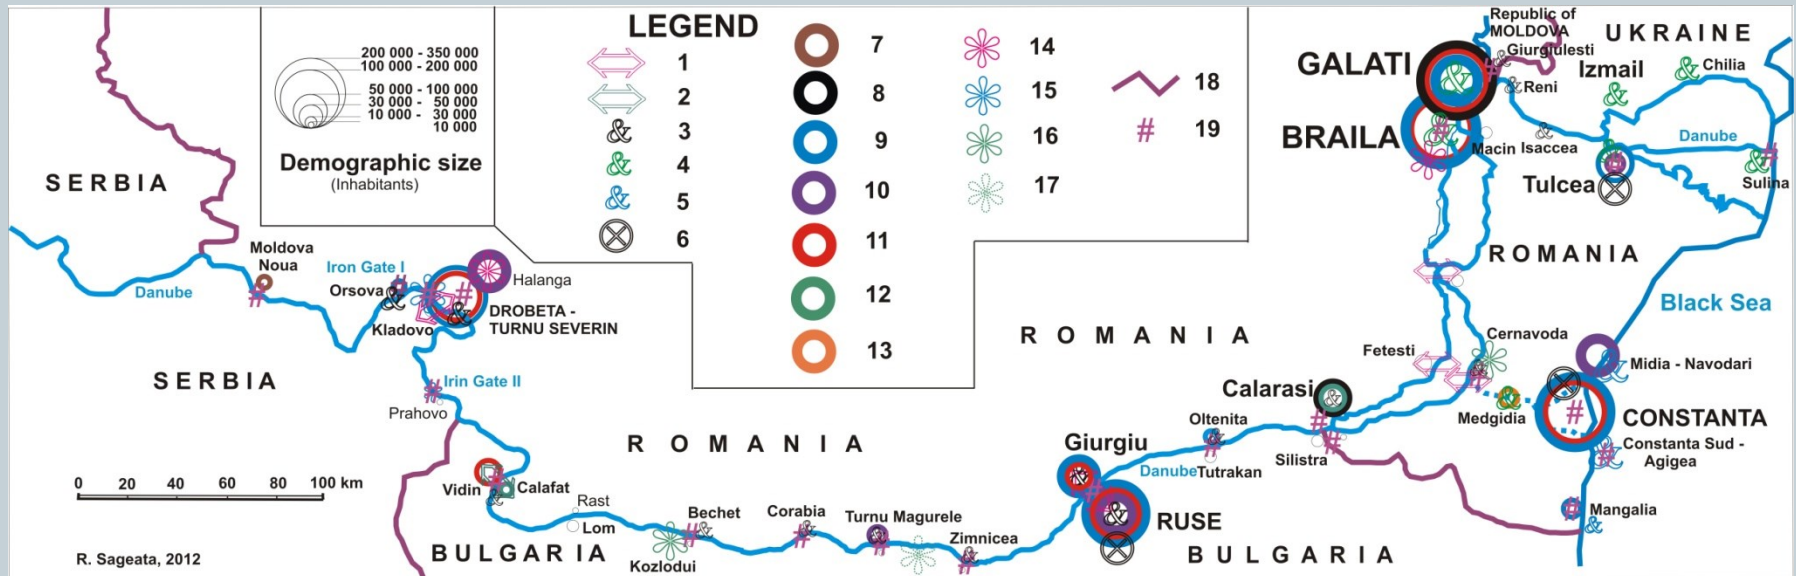 LEGEND
200 000 - 350 000
100 000 - 200 000
50 000 - 100 000
30 000 - 50 000
10 000 - 30 000
10 000
Demographic size
(Inhabitants)
1
2
3
4
5
6
7
8
9
10
11
12
13
14
15
16
17
18
19
Republic of
MOLDOVA
Giurgiulesti
UKRAINE
GALATI
Izmail
Chilia
Reni
BRAILA
Macin
Isaccea
Danube
Tulcea
Sulina
SERBIA
ROMANIA
Moldova
Noua
Iron Gate I
Orsova
Halanga
Danube
Kladovo
DROBETA -
TURNU SEVERIN
Black Sea
ROMANIA
Cernavoda
Fetesti
Midia - Navodari
SERBIA
Irin Gate II
Prahovo
Calarasi
Medgidia
CONSTANTA
Oltenita
ROMANIA
Giurgiu
Constanta Sud -
Agigea
Silistra
Danube
Tutrakan
0 20 40 60 80 100 km
Vidin
Calafat
Rast
Lom
Bechet
Corabia
Turnu Magurele
Zimnicea
RUSE
Mangalia
R. Sageata, 2012
BULGARIA
Kozlodui
BULGARIA